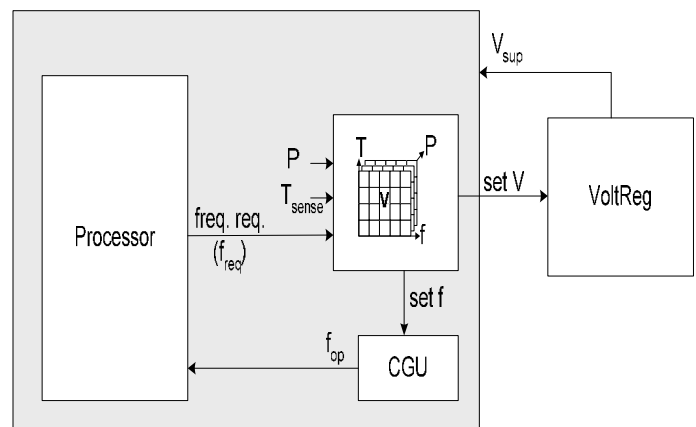 V_sup
T
P
P
set V
VoltReg
T_sense
V
freq. req.
Processor
f
(f_req)
set f
f_op
CGU